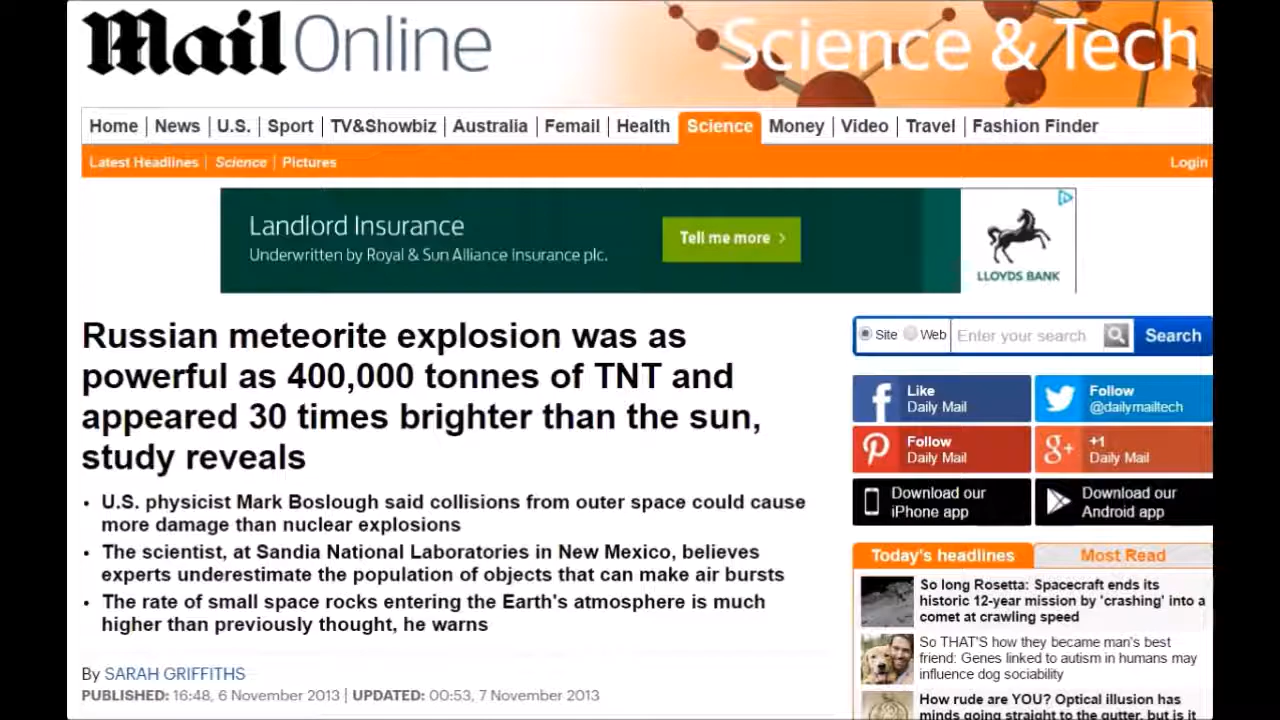 Mail Online
Science & Tech
Home News U.S. Sport TV&Showbiz Australia Femail Health Science Money Video Travel Fashion Finder
Latest Headlines Science Pictures
Login
Landlord Insurance
Underwritten by Royal & Sun Alliance Insurance plc.
Tell me more >
LLOYDS BANK
Russian meteorite explosion was as
powerful as 400,000 tonnes of TNT and
appeared 30 times brighter than the sun,
study reveals
• U.S. physicist Mark Boslough said collisions from outer space could cause
more damage than nuclear explosions
• The scientist, at Sandia National Laboratories in New Mexico, believes
experts underestimate the population of objects that can make air bursts
• The rate of small space rocks entering the Earth's atmosphere is much
higher than previously thought, he warns
By SARAH GRIFFITHS
PUBLISHED: 16:48, 6 November 2013 | UPDATED: 00:53, 7 November 2013
Site Web Enter your search Search
Like
Daily Mail
Follow
@dailymailtech
Follow
Daily Mail
+1
Daily Mail
Download our
iPhone app
Download our
Android app
Today's headlines Most Read
So long Rosetta: Spacecraft ends its
historic 12-year mission by 'crashing' into a
comet at crawling speed
So THAT'S how they became man's best
friend: Genes linked to autism in humans may
influence dog sociability
How rude are YOU? Optical illusion has
minds going straight to the gutter, but is it